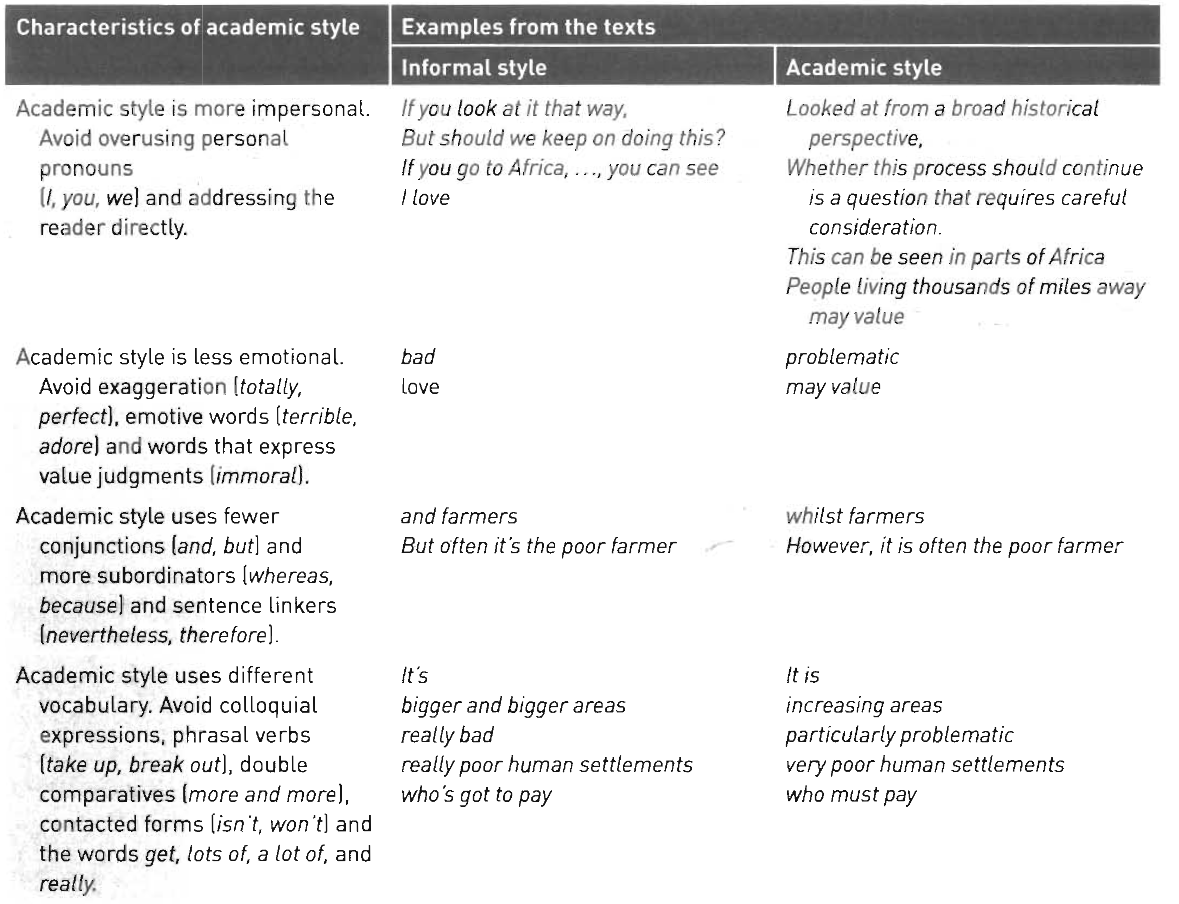 Characteristics of academic style
Examples from the texts
Informal style
Academic style
Academic style is more impersonal.
Avoid overusing personal
pronouns
(I, you, we) and addressing the
reader directly.
If you look at it that way,
But should we keep on doing this?
If you go to Africa, ..., you can see
I love
Looked at from a broad historical
perspective,
Whether this process should continue
is a question that requires careful
consideration.
This can be seen in parts of Africa
People living thousands of miles away
may value
Academic style is less emotional.
Avoid exaggeration (totally,
perfect), emotive words (terrible,
adore) and words that express
value judgments (immoral).
bad
love
problematic
may value
Academic style uses fewer
conjunctions (and, but) and
more subordinators (whereas,
because) and sentence linkers
(nevertheless, therefore).
and farmers
But often it's the poor farmer
whilst farmers
However, it is often the poor farmer
Academic style uses different
vocabulary. Avoid colloquial
expressions, phrasal verbs
(take up, break out), double
comparatives (more and more),
contacted forms (isn't, won't) and
the words get, lots of, a lot of, and
really.
It's
bigger and bigger areas
really bad
really poor human settlements
who's got to pay
It is
increasing areas
particularly problematic
very poor human settlements
who must pay